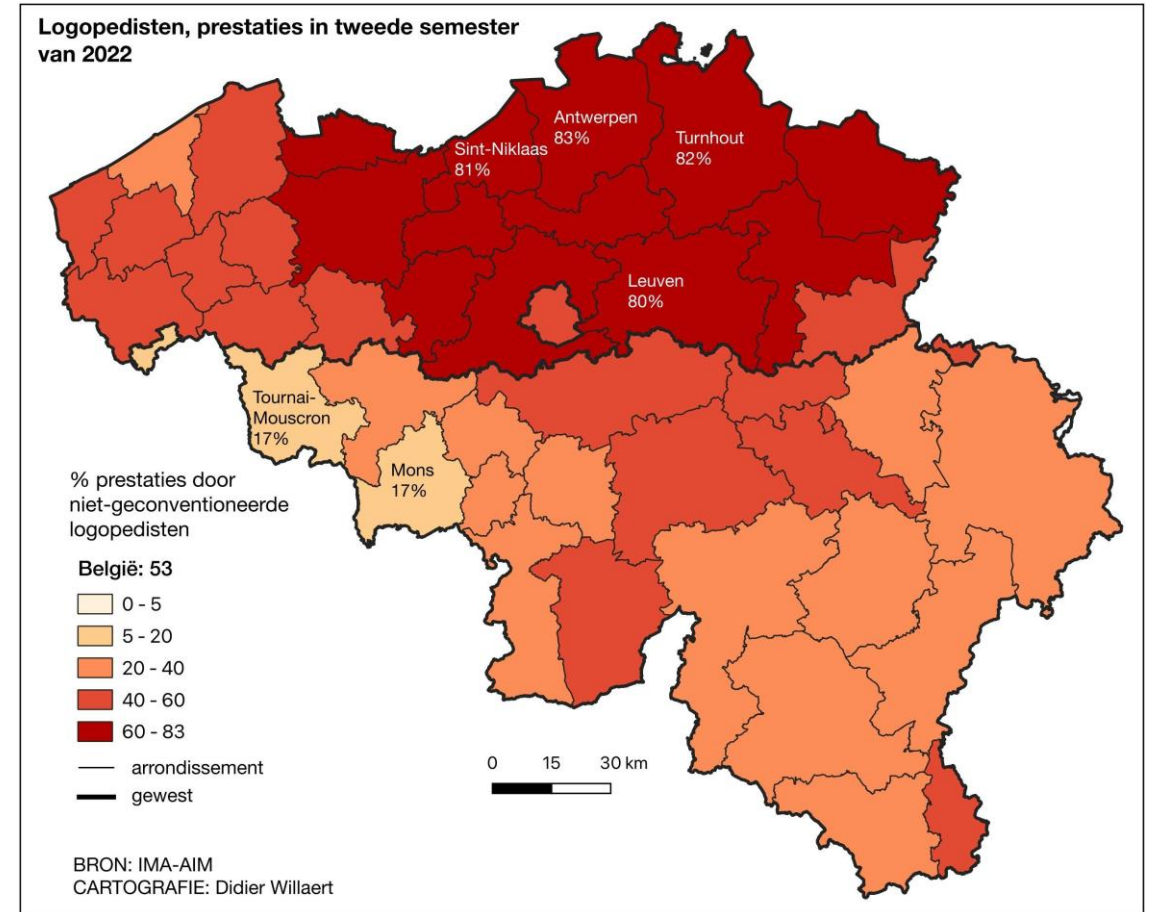 Logopedisten, prestaties in tweede semester
van 2022
Antwerpen
83%
Turnhout
82%
Sint-Niklaas
81%
Leuven
80%
Tournai-
Mouscron
17%
Mons
17%
% prestaties door
niet-geconventioneerde
logopedisten
België: 53
0 - 5
5 - 20
20 - 40
40 - 60
60 - 83
arrondissement
gewest
0 15 30 km
BRON: IMA-AIM
CARTOGRAFIE: Didier Willaert